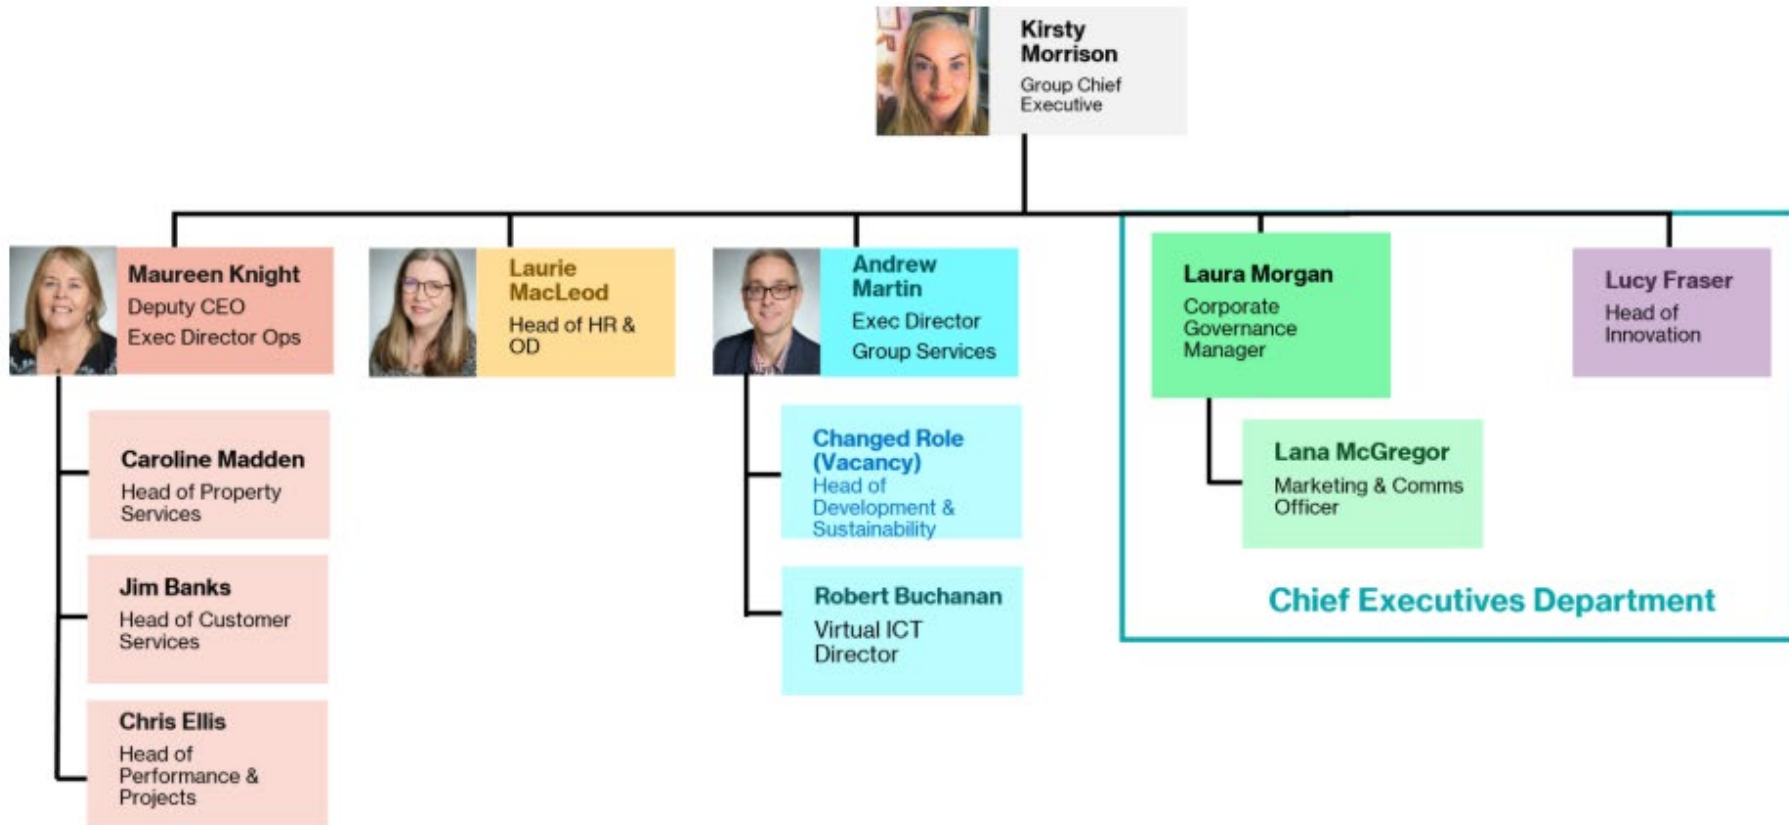 Kirsty
Morrison
Group Chief
Executive
Maureen Knight
Deputy CEO
Exec Director Ops
Laurie
MacLeod
Head of HR &
OD
Andrew
Martin
Exec Director
Group Services
Laura Morgan
Corporate
Governance
Manager
Lucy Fraser
Head of
Innovation
Caroline Madden
Head of Property
Services
Jim Banks
Head of Customer
Services
Chris Ellis
Head of
Performance &
Projects
Changed Role
(Vacancy)
Head of
Development &
Sustainability
Robert Buchanan
Virtual ICT
Director
Lana McGregor
Marketing & Comms
Officer
Chief Executives Department